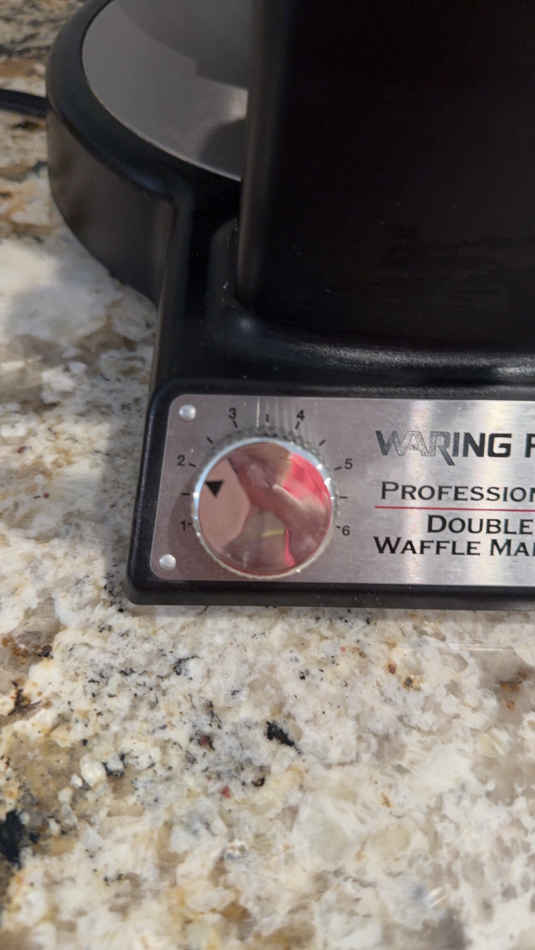 3 4
2 5
1 6
WARING
PROFESSION
DOUBLE
WAFFLE MA